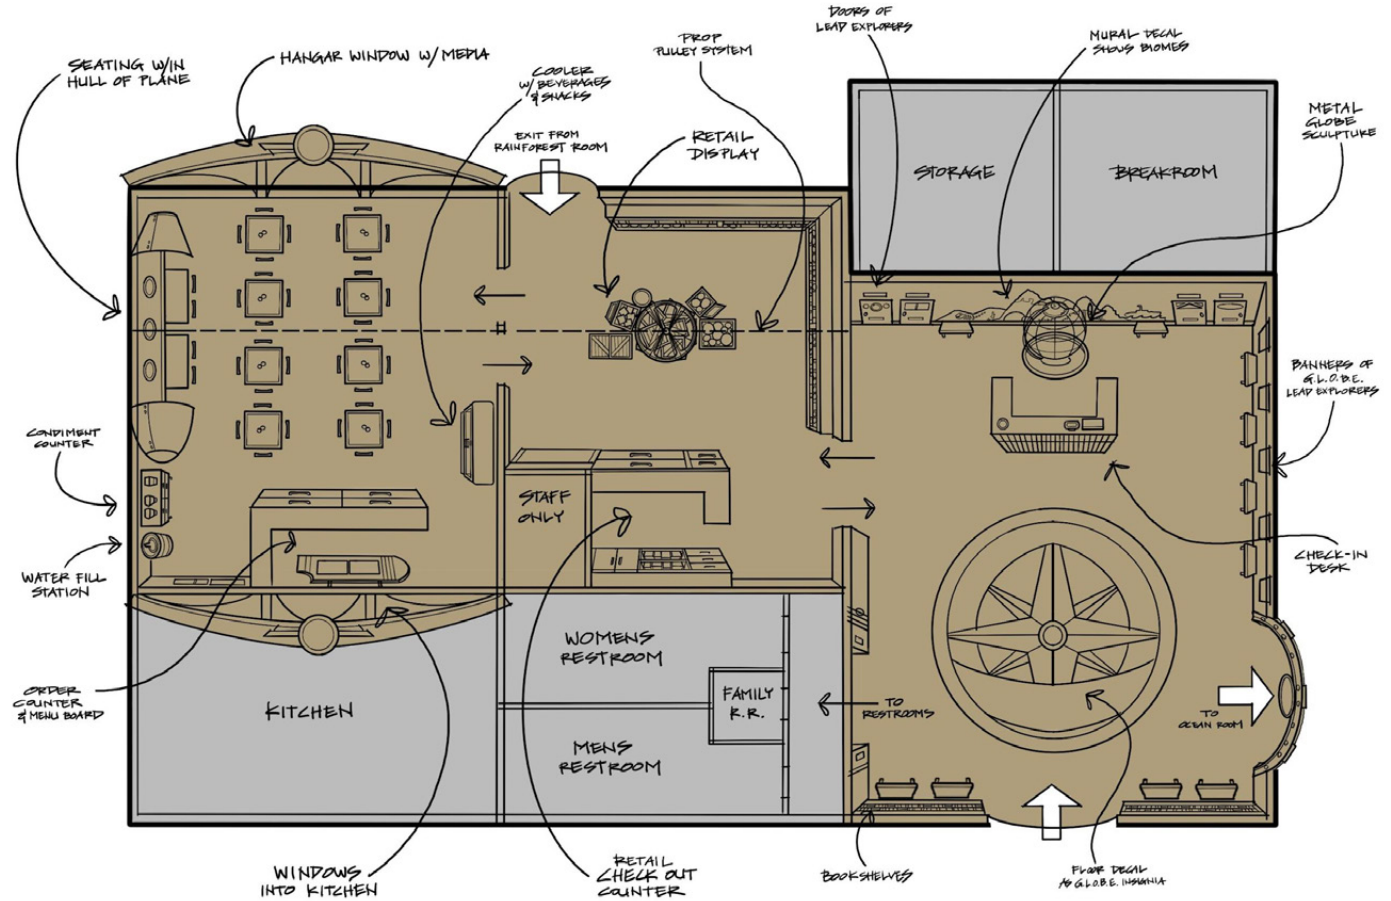 DOORS OF
LEAD EXPLORERS
MURAL DECAL
SHOWS BIOMES
PROP
PULLEY SYSTEM
HANGAR WINDOW W/ MEDIA
SEATING W/IN
HULL OF PLANE
COOLER
W/ BEVERAGES
& SNACKS
EXIT FROM
RAINFOREST ROOM
RETAIL
DISPLAY
METAL
GLOBE
SCULPTURE
STORAGE
BREAKROOM
BANNERS OF
G.L.O.B.E.
LEAD EXPLORERS
CONDIMENT
COUNTER
STAFF
ONLY
CHECK-IN
DESK
WATER FILL
STATION
WOMENS
RESTROOM
FAMILY
R.R.
TO
RESTROOMS
TO
OCEAN ROOM
ORDER
COUNTER
& MENU BOARD
KITCHEN
MENS
RESTROOM
WINDOWS
INTO KITCHEN
RETAIL
CHECK OUT
COUNTER
BOOKSHELVES
FLOOR DECAL
AS G.L.O.B.E. INSIGNIA